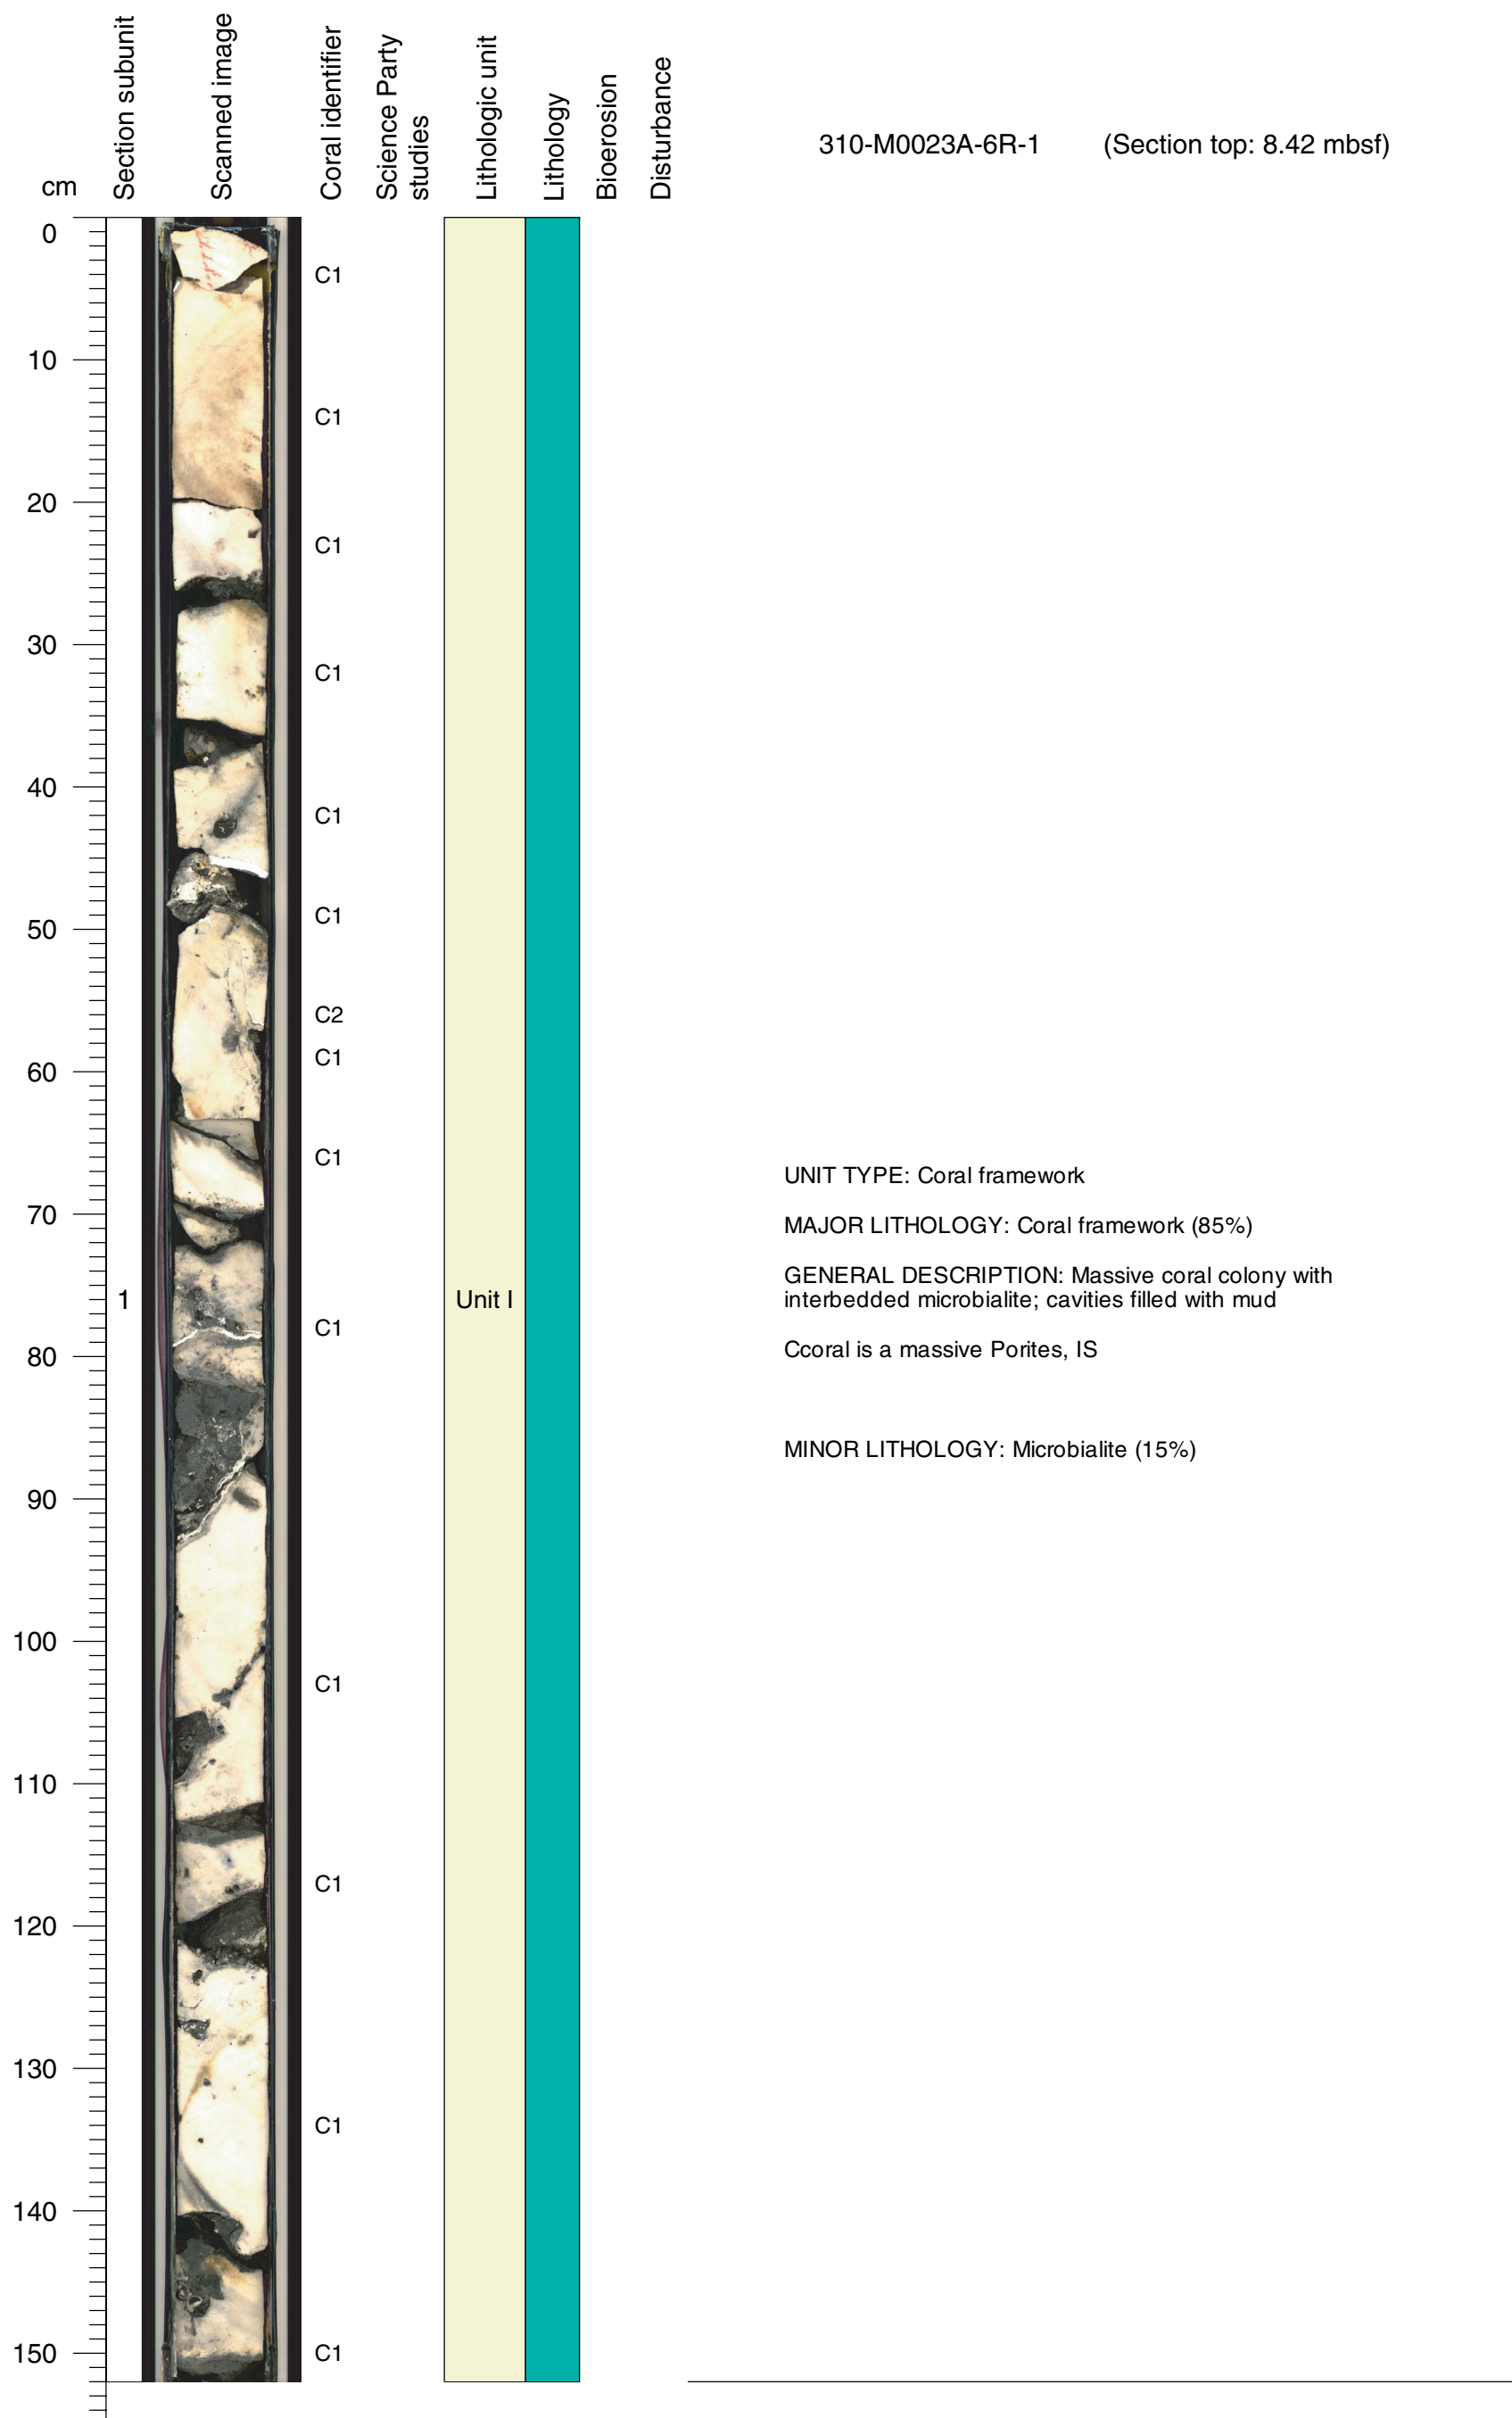 310-M0023A-6R-1 (Section top: 8.42 mbsf)
cm
Section subunit
Scanned image
Coral identifier
Science Party
studies
Lithologic unit
Lithology
Bioerosion
Disturbance
0
C1
10
C1
20
C1
30
C1
40
C1
C1
50
C2
C1
60
C1
70
1
Unit I
C1
80
90
100
C1
110
C1
120
130
C1
140
150
C1
UNIT TYPE: Coral framework
MAJOR LITHOLOGY: Coral framework (85%)
GENERAL DESCRIPTION: Massive coral colony with
interbedded microbialite; cavities filled with mud
Ccoral is a massive Porites, IS
MINOR LITHOLOGY: Microbialite (15%)